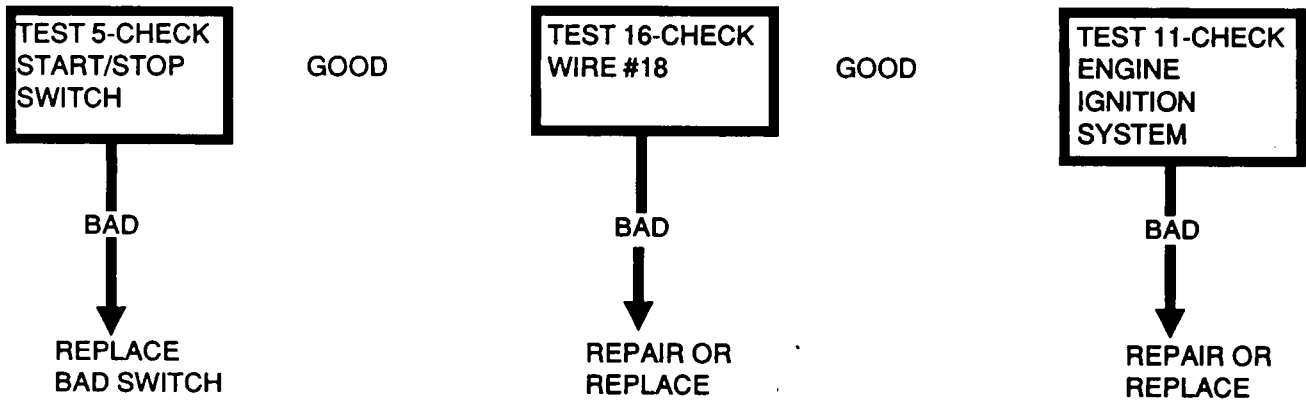 TEST 5-CHECK
START/STOP
SWITCH
GOOD
TEST 16-CHECK
WIRE #18
GOOD
TEST 11-CHECK
ENGINE
IGNITION
SYSTEM
BAD
BAD
BAD
REPLACE
BAD SWITCH
REPAIR OR
REPLACE
REPAIR OR
REPLACE